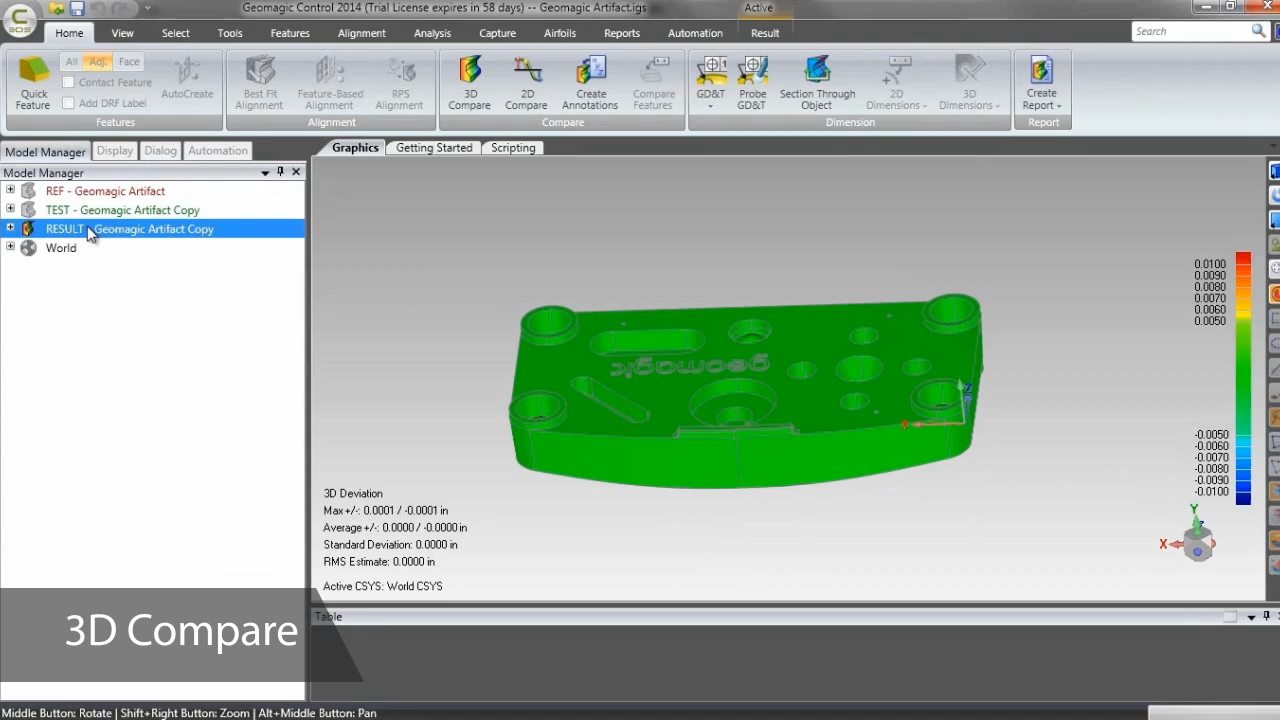 Geomagic Control 2014 (Trial License expires in 58 days) -- Geomagic Artifact.igs
Active
Home View Select Tools Features Alignment Analysis Capture Airfoils Reports Automation Result
Search
All Adj. Face
Contact Feature
Add DRF Label
Quick Feature
AutoCreate
Best Fit Alignment
Feature-Based Alignment
RPS Alignment
3D Compare
2D Compare
Create Annotations
Compare Features
GD&T
Probe GD&T
Section Through Object
2D Dimensions
3D Dimensions
Create Report
Features Alignment Compare Dimension Report
Model Manager Display Dialog Automation
Graphics Getting Started Scripting
Model Manager
REF - Geomagic Artifact
TEST - Geomagic Artifact Copy
RESULT - Geomagic Artifact Copy
World
geomagic
0.0100
0.0090
0.0080
0.0070
0.0060
0.0050
-0.0050
-0.0060
-0.0070
-0.0080
-0.0090
-0.0100
Z
X
3D Deviation
Max +/-: 0.0001 / -0.0001 in
Average +/-: 0.0000 / -0.0000 in
Standard Deviation: 0.0000 in
RMS Estimate: 0.0000 in
Active CSYS: World CSYS
Y
Z
X
Table
3D Compare
Middle Button: Rotate | Shift+Right Button: Zoom | Alt+Middle Button: Pan